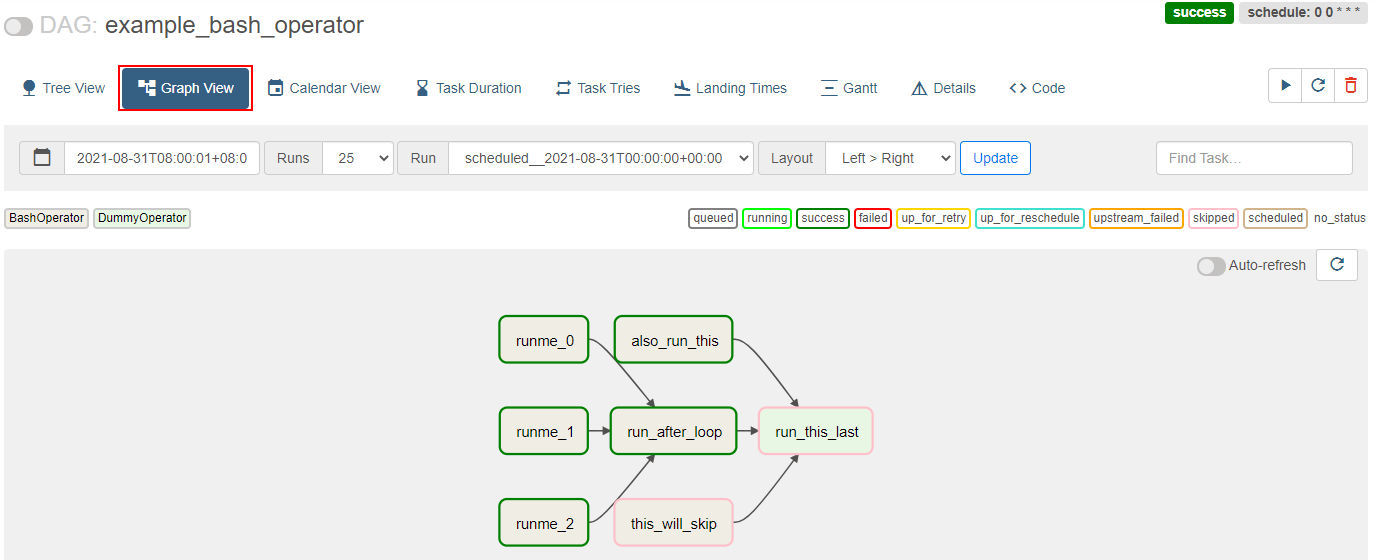 DAG: example_bash_operator
success schedule: 0 0 * * *
Tree View Graph View Calendar View Task Duration Task Tries Landing Times Gantt Details Code
2021-08-31T08:00:01+08:0 Runs 25 Run scheduled__2021-08-31T00:00:00+00:00 Layout Left > Right Update Find Task...
BashOperator DummyOperator queued running success failed up_for_retry up_for_reschedule upstream_failed skipped scheduled no_status
Auto-refresh
runme_0 also_run_this
runme_1 run_after_loop run_this_last
runme_2 this_will_skip